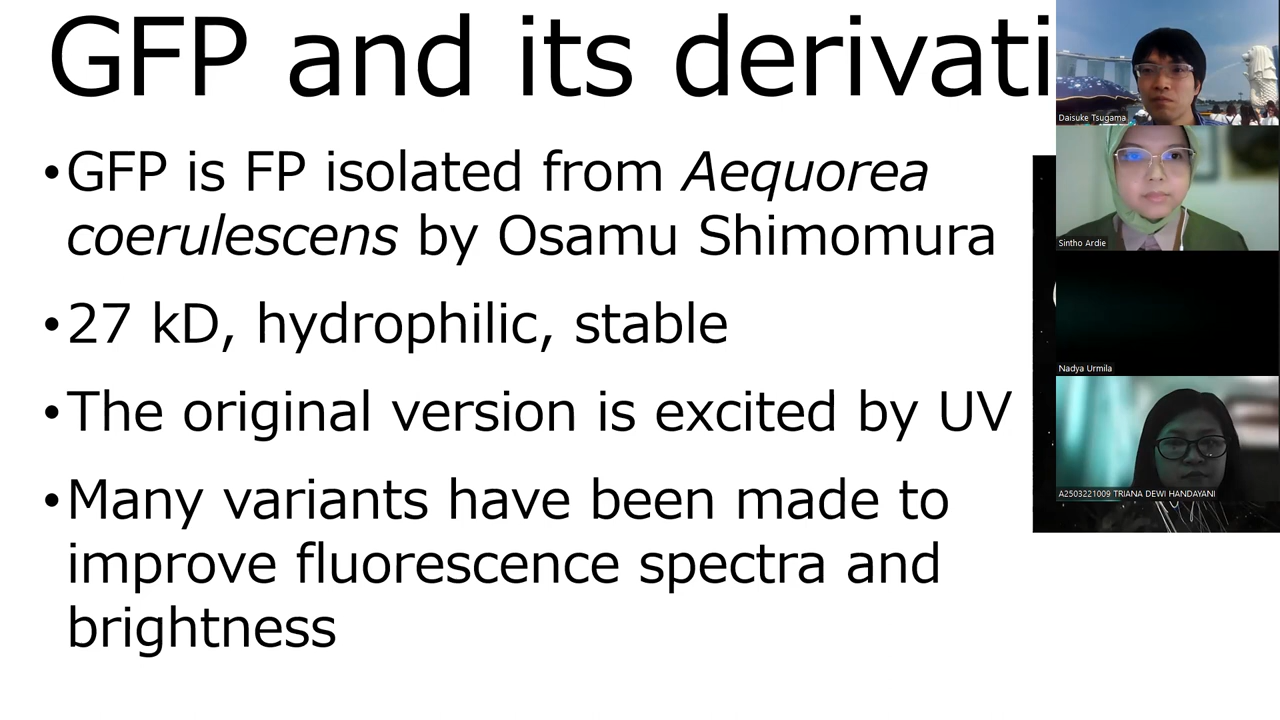 GFP and its derivati
•GFP is FP isolated from Aequorea
coerulescens by Osamu Shimomura
•27 kD, hydrophilic, stable
•The original version is excited by UV
•Many variants have been made to
improve fluorescence spectra and
brightness
Daisuke Tsugama
Sintho Ardie
Nadya Urmila
A2503221009 TRIANA DEWI HANDAYANI